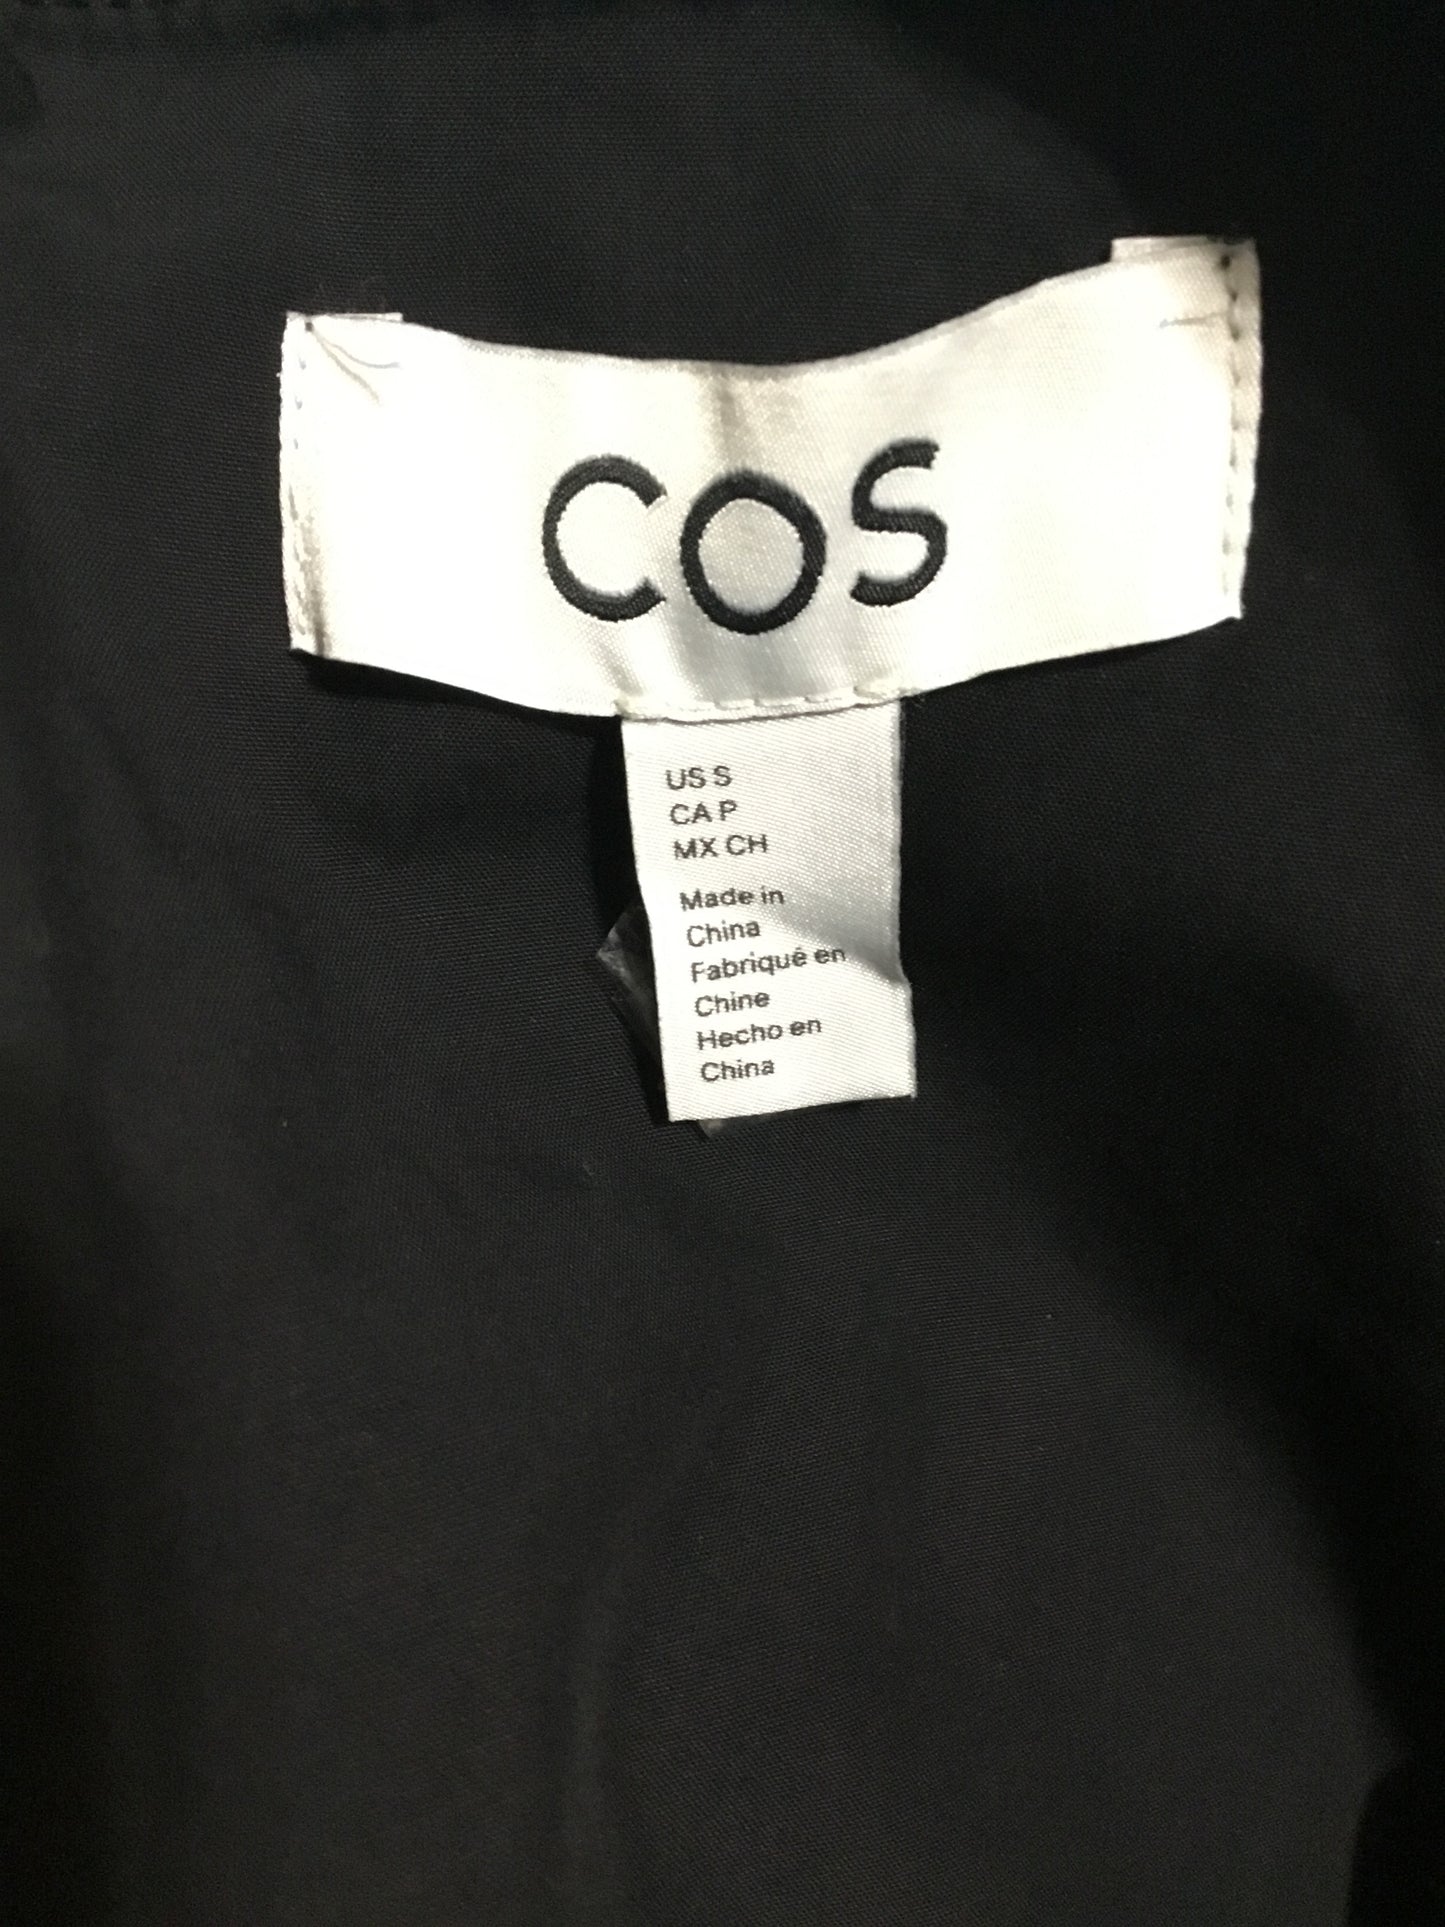 COS
US S
CA P
MX CH
Made in
China
Fabriqué en
Chine
Hecho en
China